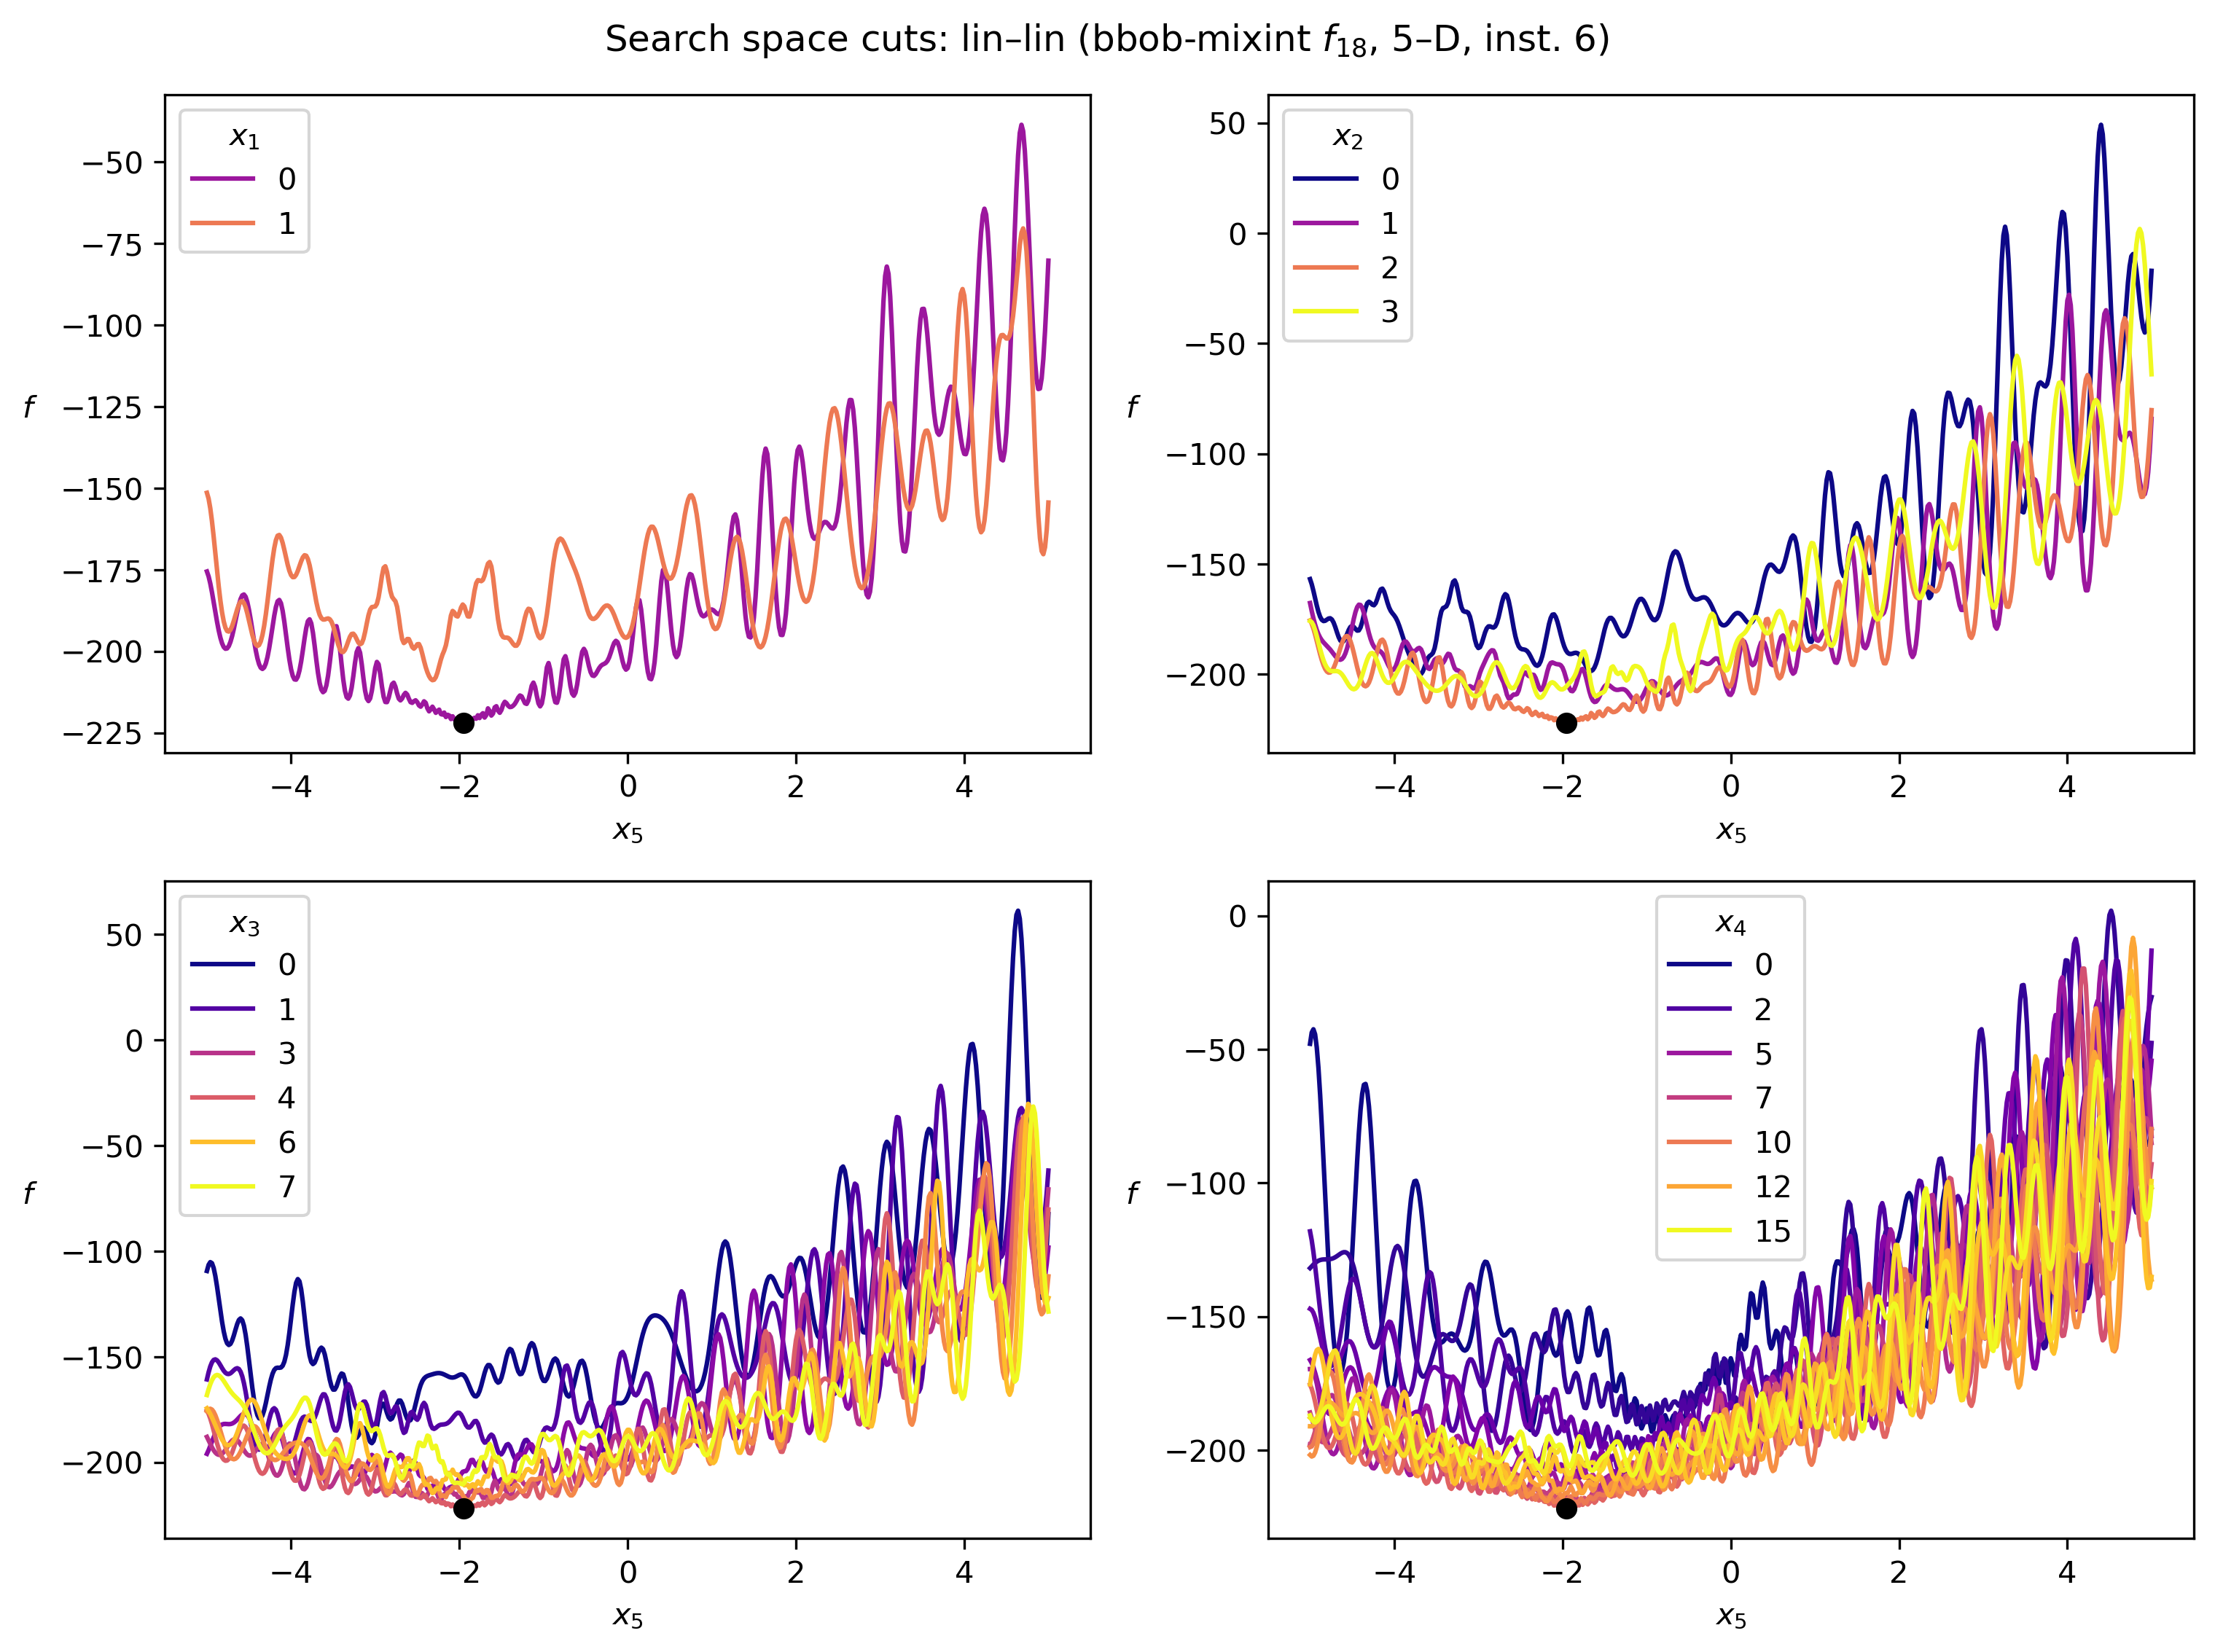 Search space cuts: lin–lin (bbob-mixint f₁₈, 5–D, inst. 6)
x₁
0
1
−50
−75
−100
f −125
−150
−175
−200
−225
−4 −2 0 2 4
x₅
x₂
0
1
2
3
50
0
−50
f
−100
−150
−200
−4 −2 0 2 4
x₅
x₃
0
1
3
4
6
7
50
0
−50
f
−100
−150
−200
−4 −2 0 2 4
x₅
x₄
0
2
5
7
10
12
15
0
−50
f −100
−150
−200
−4 −2 0 2 4
x₅